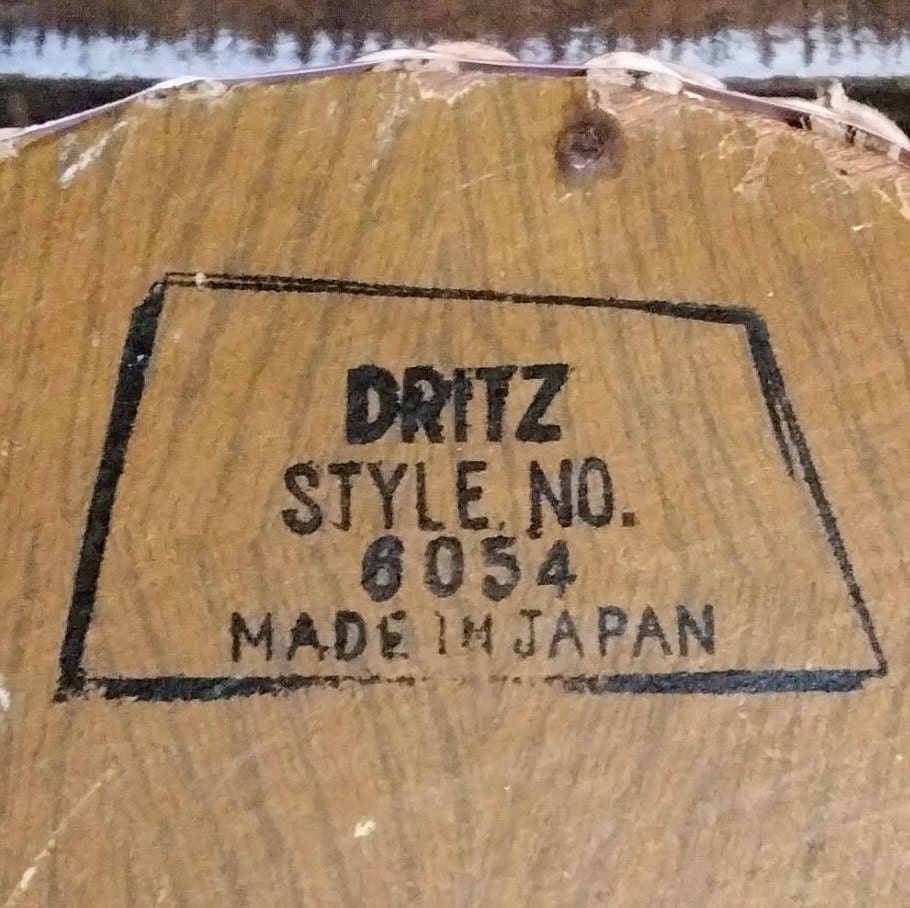 DRITZ
STYLE NO.
6054
MADE IN JAPAN